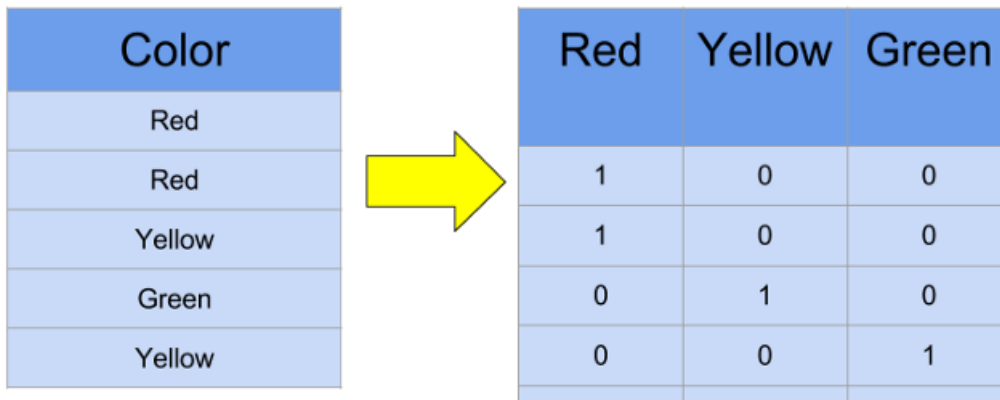 Color
Red
Red
Yellow
Green
Yellow
Red Yellow Green
1 0 0
1 0 0
0 1 0
0 0 1